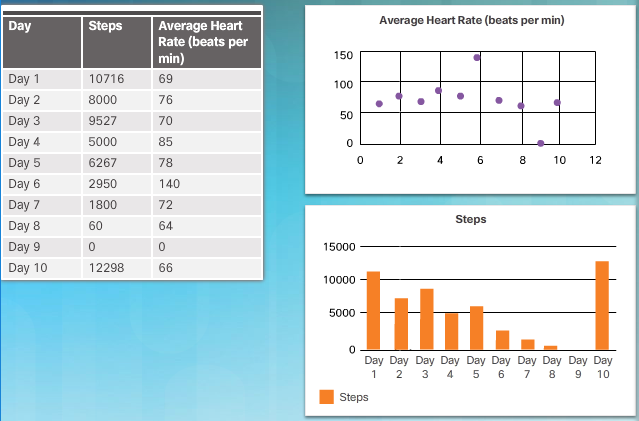 Day Steps Average Heart
Rate (beats per
min)
Day 1 10716 69
Day 2 8000 76
Day 3 9527 70
Day 4 5000 85
Day 5 6267 78
Day 6 2950 140
Day 7 1800 72
Day 8 60 64
Day 9 0 0
Day 10 12298 66
Average Heart Rate (beats per min)
150
100
50
0
0 2 4 6 8 10 12
Steps
15000
10000
5000
0
Day Day Day Day Day Day Day Day Day Day
1 2 3 4 5 6 7 8 9 10
Steps